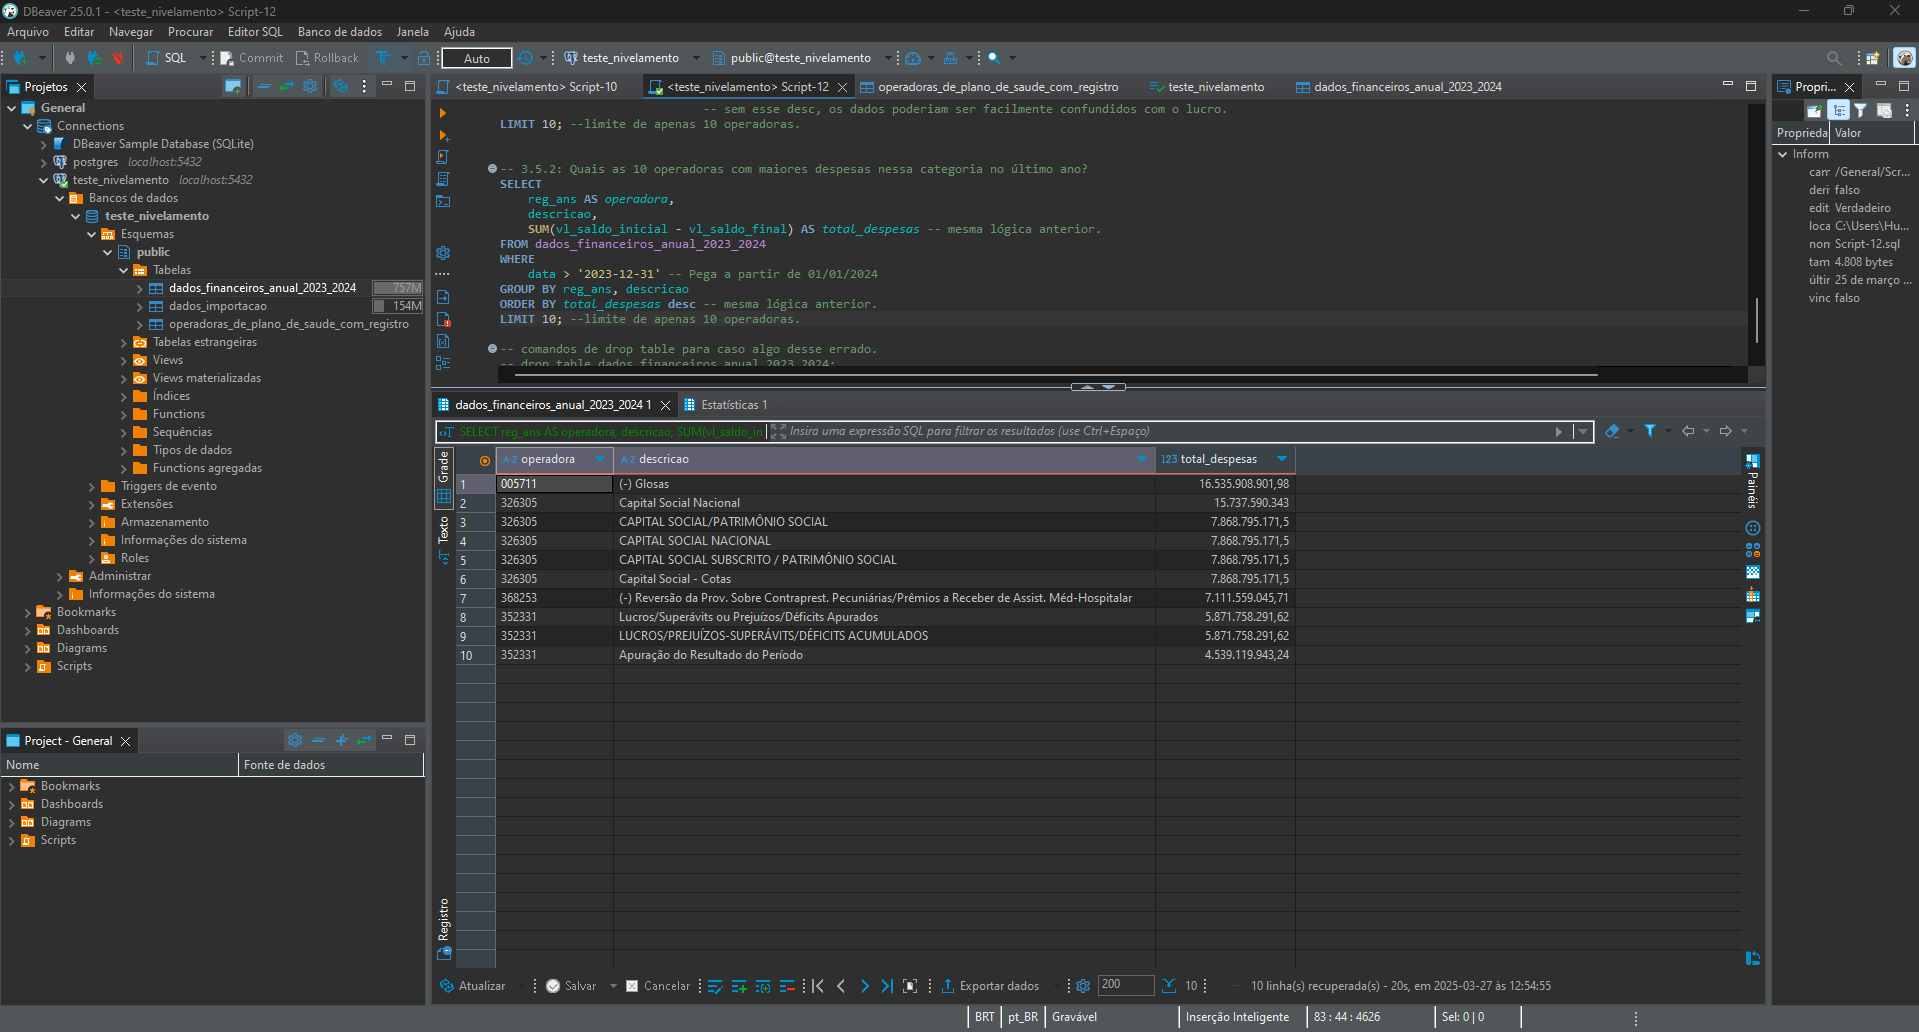 DBeaver 25.0.1 - <teste_nivelamento> Script-12
Arquivo Editar Navegar Procurar Editor SQL Banco de dados Janela Ajuda
SQL Commit Rollback Auto teste_nivelamento public@teste_nivelamento
Projetos
General
Connections
DBeaver Sample Database (SQLite)
postgres localhost:5432
teste_nivelamento localhost:5432
Bancos de dados
teste_nivelamento
Esquemas
public
Tabelas
dados_financeiros_anual_2023_2024 757M
dados_importacao 154M
operadoras_de_plano_de_saude_com_registro
Tabelas estrangeiras
Views
Views materializadas
Índices
Functions
Sequências
Tipos de dados
Functions agregadas
Triggers de evento
Extensões
Armazenamento
Informações do sistema
Roles
Administrar
Informações do sistema
Bookmarks
Dashboards
Diagrams
Scripts
Project - General
Nome Fonte de dados
Bookmarks
Dashboards
Diagrams
Scripts
<teste_nivelamento> Script-10 <teste_nivelamento> Script-12 operadoras_de_plano_de_saude_com_registro teste_nivelamento dados_financeiros_anual_2023_2024
-- sem esse desc, os dados poderiam ser facilmente confundidos com o lucro.
LIMIT 10; --limite de apenas 10 operadoras.
-- 3.5.2: Quais as 10 operadoras com maiores despesas nessa categoria no último ano?
SELECT
reg_ans AS operadora,
descricao,
SUM(vl_saldo_inicial - vl_saldo_final) AS total_despesas -- mesma lógica anterior.
FROM dados_financeiros_anual_2023_2024
WHERE
data > '2023-12-31' -- Pega a partir de 01/01/2024
GROUP BY reg_ans, descricao
ORDER BY total_despesas desc -- mesma lógica anterior.
LIMIT 10; --limite de apenas 10 operadoras.
-- comandos de drop table para caso algo desse errado.
-- drop table dados_financeiros_anual_2023_2024;
dados_financeiros_anual_2023_2024 1 Estatísticas 1
SELECT reg_ans AS operadora, descricao, SUM(vl_saldo_in Insira uma expressão SQL para filtrar os resultados (use Ctrl+Espaço)
Grade
Texto
Registro
A-Z operadora A-Z descricao 123 total_despesas
1 005711 (-) Glosas 16.535.908.901,98
2 326305 Capital Social Nacional 15.737.590.343
3 326305 CAPITAL SOCIAL/PATRIMÔNIO SOCIAL 7.868.795.171,5
4 326305 CAPITAL SOCIAL NACIONAL 7.868.795.171,5
5 326305 CAPITAL SOCIAL SUBSCRITO / PATRIMÔNIO SOCIAL 7.868.795.171,5
6 326305 Capital Social - Cotas 7.868.795.171,5
7 368253 (-) Reversão da Prov. Sobre Contraprest. Pecuniárias/Prêmios a Receber de Assist. Méd-Hospitalar 7.111.559.045,71
8 352331 Lucros/Superávits ou Prejuízos/Déficits Apurados 5.871.758.291,62
9 352331 LUCROS/PREJUÍZOS-SUPERÁVITS/DÉFICITS ACUMULADOS 5.871.758.291,62
10 352331 Apuração do Resultado do Período 4.539.119.943,24
Painéis
Atualizar Salvar Cancelar Exportar dados 200 10 10 linha(s) recuperada(s) - 20s, em 2025-03-27 às 12:54:55
Propri...
Proprieda Valor
Inform
cam /General/Scr...
deri falso
edit Verdadeiro
loca C:\Users\Hu...
non Script-12.sql
tam 4.808 bytes
últir 25 de março ...
vinc falso
BRT pt_BR Gravável Inserção Inteligente 83 : 44 : 4626 Sel: 0 | 0